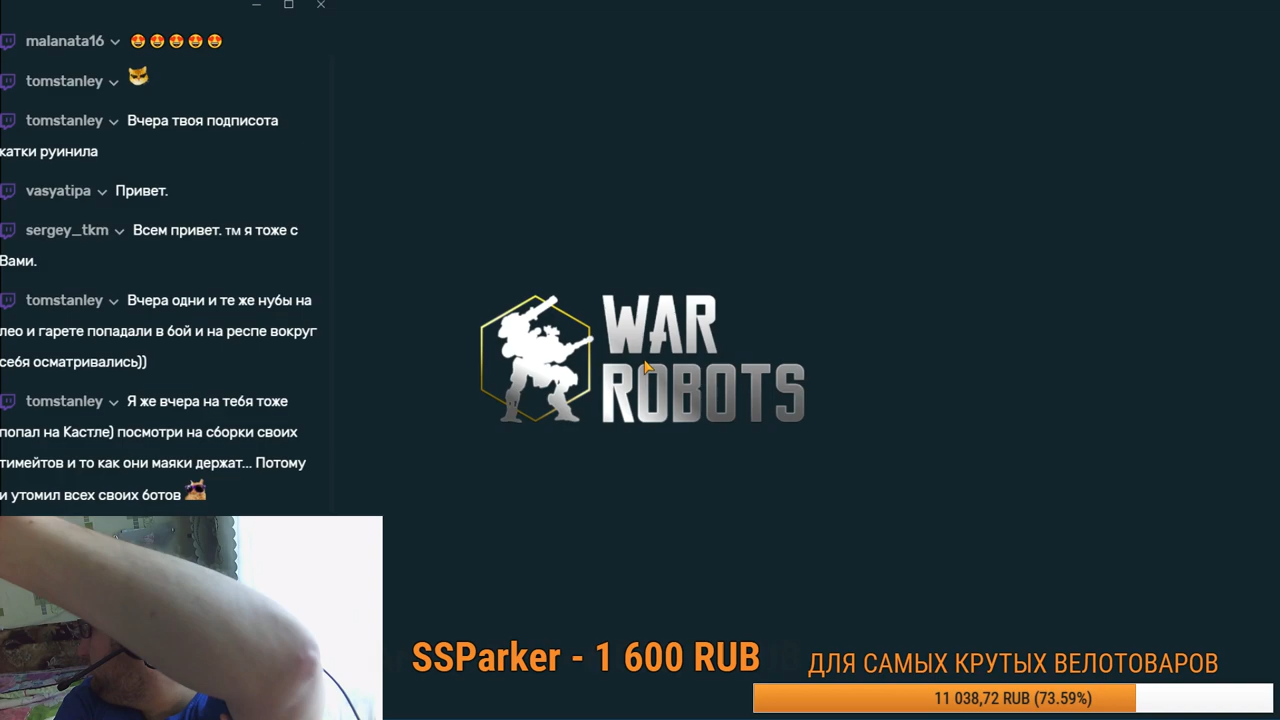 malanata16
tomstanley
tomstanley Вчера твоя подписота
катки руинила
vasyatipa Привет.
sergey_tkm Всем привет. тм я тоже с
Вами.
tomstanley Вчера одни и те же нубы на
лео и гарете попадали в бой и на респе вокруг
себя осматривались))
tomstanley Я же вчера на тебя тоже
попал на Кастле) посмотри на сборки своих
тимейтов и то как они маяки держат... Потому
и утомил всех своих ботов
WAR
ROBOTS
SSParker - 1 600 RUB
ДЛЯ САМЫХ КРУТЫХ ВЕЛОТОВАРОВ
11 038,72 RUB (73.59%)